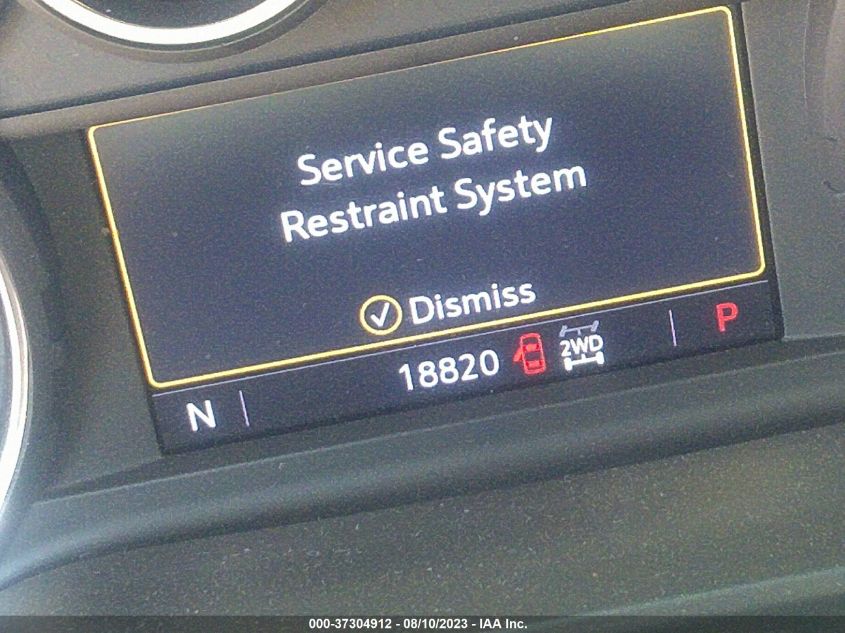 Service Safety
Restraint System
Dismiss
N 18820 2WD P
000-37304912 - 08/10/2023 - IAA Inc.